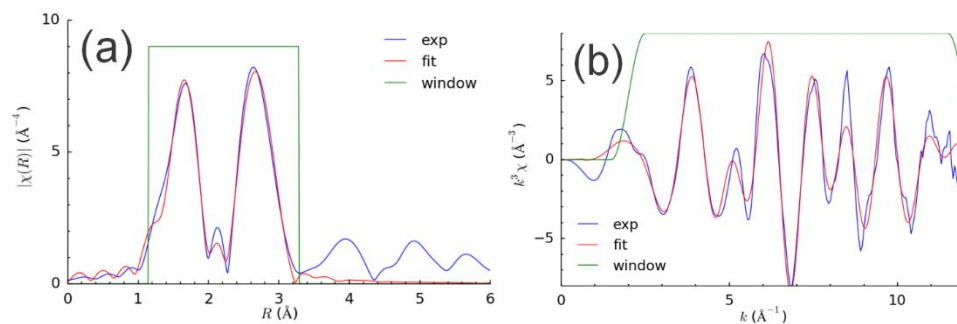 (a)
exp
fit
window
10
5
0
|χ(R)| (Å⁻⁴)
0 1 2 3 4 5 6
R (Å)
(b)
exp
fit
window
5
0
−5
k³χ (Å⁻³)
0 5 10
k (Å⁻¹)